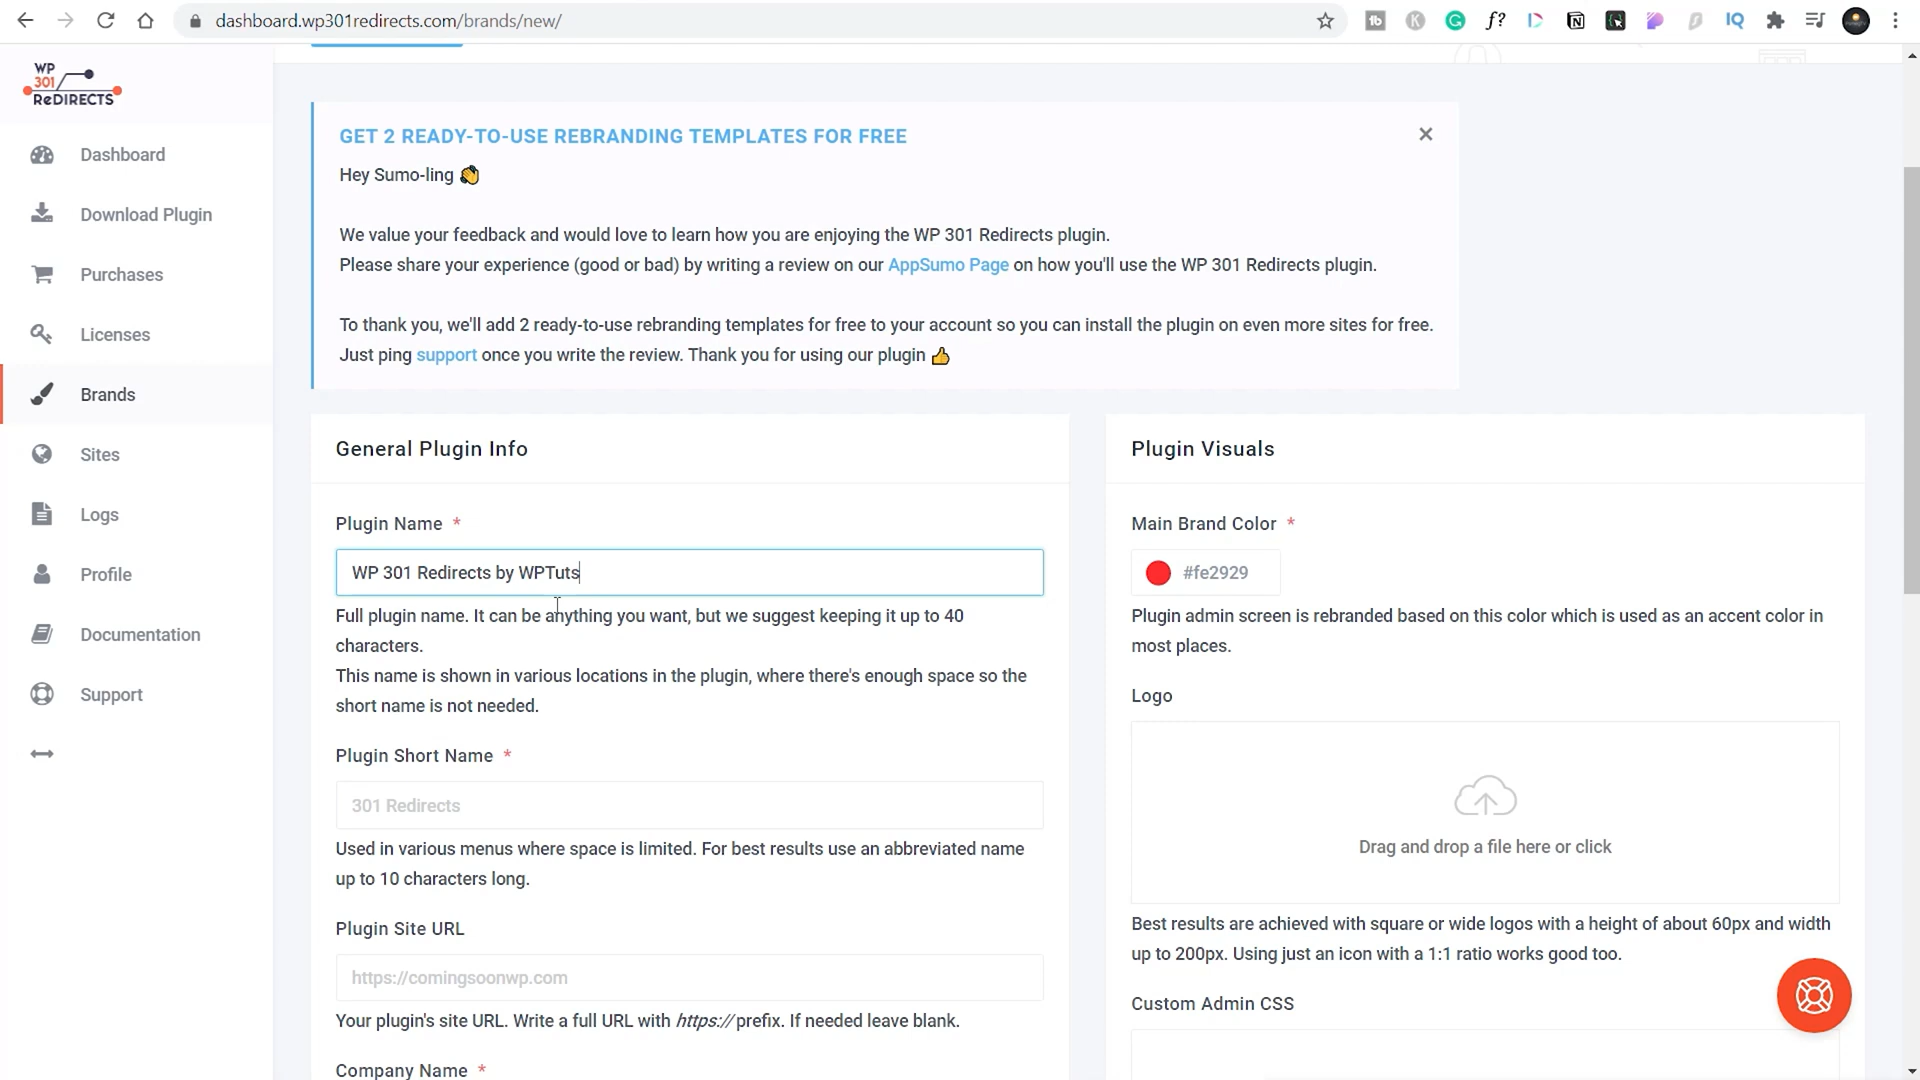 dashboard.wp301redirects.com/brands/new/
WP
301
ReDIRECTS
Dashboard
Download Plugin
Purchases
Licenses
Brands
Sites
Logs
Profile
Documentation
Support
GET 2 READY-TO-USE REBRANDING TEMPLATES FOR FREE
Hey Sumo-ling 👋
We value your feedback and would love to learn how you are enjoying the WP 301 Redirects plugin.
Please share your experience (good or bad) by writing a review on our AppSumo Page on how you'll use the WP 301 Redirects plugin.
To thank you, we'll add 2 ready-to-use rebranding templates for free to your account so you can install the plugin on even more sites for free.
Just ping support once you write the review. Thank you for using our plugin 👍
General Plugin Info
Plugin Name *
WP 301 Redirects by WPTuts
Full plugin name. It can be anything you want, but we suggest keeping it up to 40
characters.
This name is shown in various locations in the plugin, where there's enough space so the
short name is not needed.
Plugin Short Name *
301 Redirects
Used in various menus where space is limited. For best results use an abbreviated name
up to 10 characters long.
Plugin Site URL
https://comingsoonwp.com
Your plugin's site URL. Write a full URL with https:// prefix. If needed leave blank.
Company Name *
Plugin Visuals
Main Brand Color *
#fe2929
Plugin admin screen is rebranded based on this color which is used as an accent color in
most places.
Logo
Drag and drop a file here or click
Best results are achieved with square or wide logos with a height of about 60px and width
up to 200px. Using just an icon with a 1:1 ratio works good too.
Custom Admin CSS